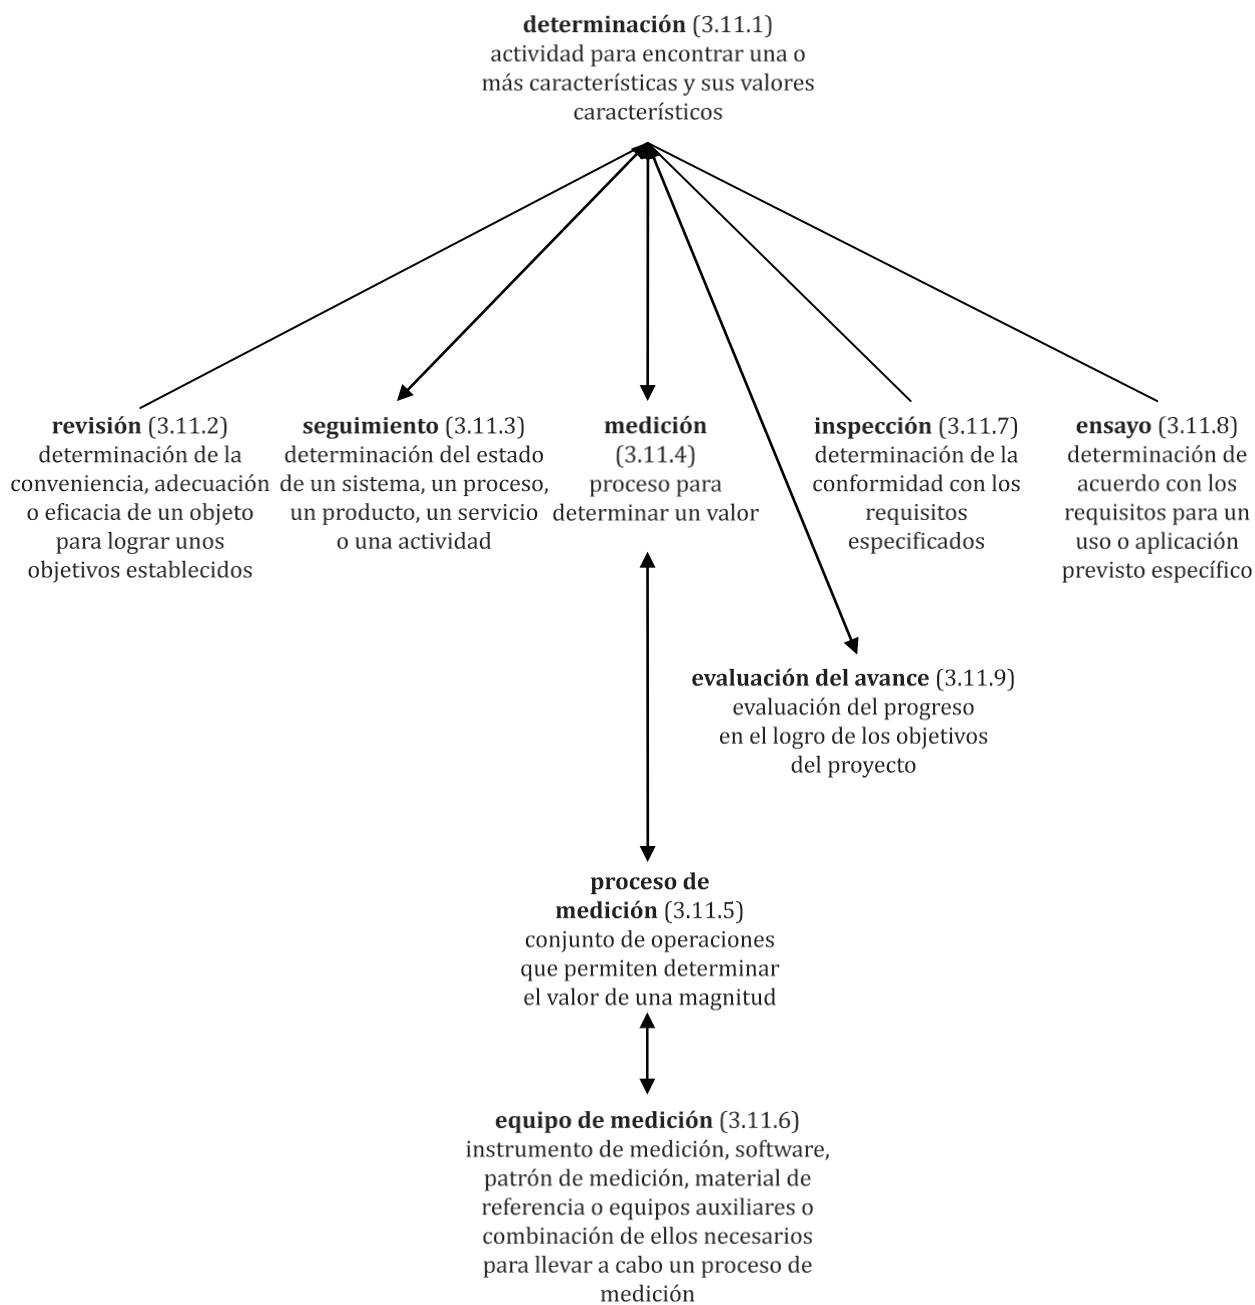 determinación (3.11.1)
actividad para encontrar una o
más características y sus valores
característicos
revisión (3.11.2)
determinación de la
conveniencia, adecuación
o eficacia de un objeto
para lograr unos
objetivos establecidos
seguimiento (3.11.3)
determinación del estado
de un sistema, un proceso,
un producto, un servicio
o una actividad
medición
(3.11.4)
proceso para
determinar un valor
inspección (3.11.7)
determinación de la
conformidad con los
requisitos
especificados
ensayo (3.11.8)
determinación de
acuerdo con los
requisitos para un
uso o aplicación
previsto específico
evaluación del avance (3.11.9)
evaluación del progreso
en el logro de los objetivos
del proyecto
proceso de
medición (3.11.5)
conjunto de operaciones
que permiten determinar
el valor de una magnitud
equipo de medición (3.11.6)
instrumento de medición, software,
patrón de medición, material de
referencia o equipos auxiliares o
combinación de ellos necesarios
para llevar a cabo un proceso de
medición